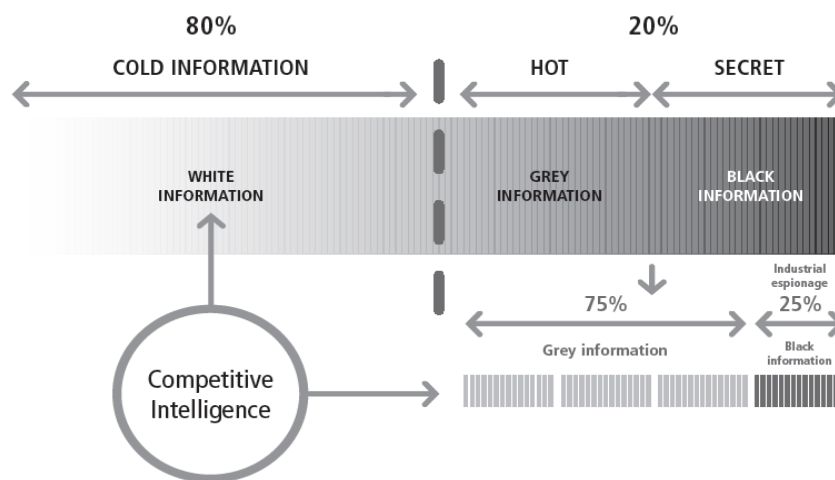 80%
20%
COLD INFORMATION
HOT
SECRET
WHITE
INFORMATION
GREY
INFORMATION
BLACK
INFORMATION
Industrial
espionage
75%
25%
Grey information
Black
information
Competitive
Intelligence